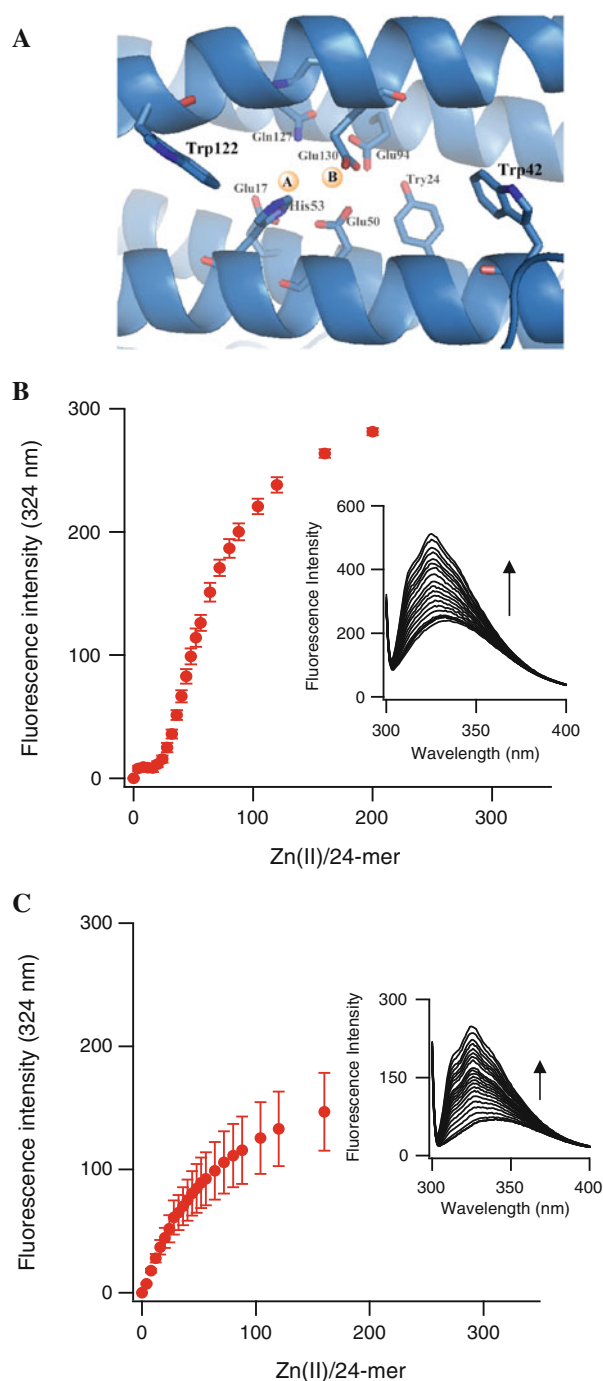 A
Trp122
Gln127
Glu130
Glu94
Trp42
A
B
Glu17
His53
Glu50
Try24
B
Fluorescence intensity (324 nm)
300
200
100
0
0
100
200
300
Zn(II)/24-mer
Fluorescence Intensity
600
400
200
0
300
350
400
Wavelength (nm)
C
Fluorescence intensity (324 nm)
300
200
100
0
0
100
200
300
Zn(II)/24-mer
Fluorescence Intensity
300
150
0
300
350
400
Wavelength (nm)